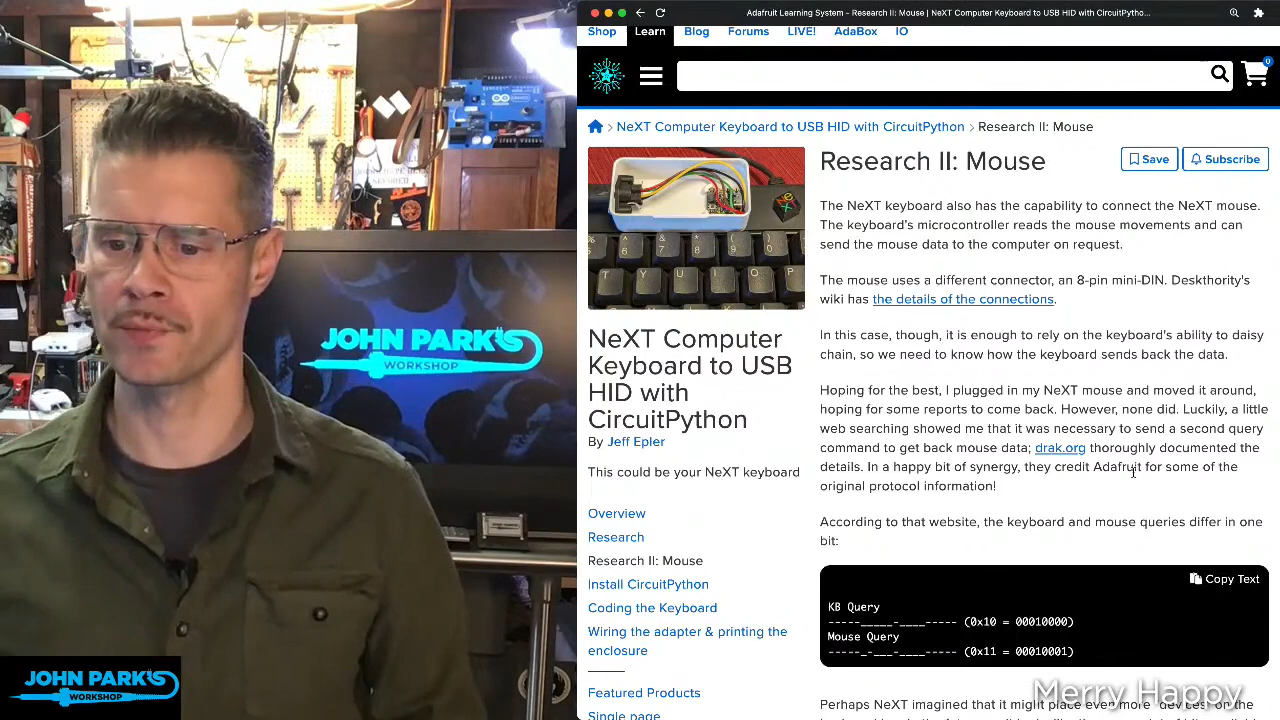 Adafruit Learning System - Research II: Mouse | NeXT Computer Keyboard to USB HID with CircuitPytho...
Shop Learn Blog Forums LIVE! AdaBox IO
0
NeXT Computer Keyboard to USB HID with CircuitPython > Research II: Mouse
Research II: Mouse
Save
Subscribe
The NeXT keyboard also has the capability to connect the NeXT mouse.
The keyboard's microcontroller reads the mouse movements and can
send the mouse data to the computer on request.
The mouse uses a different connector, an 8-pin mini-DIN. Deskthority's
wiki has the details of the connections.
In this case, though, it is enough to rely on the keyboard's ability to daisy
chain, so we need to know how the keyboard sends back the data.
Hoping for the best, I plugged in my NeXT mouse and moved it around,
hoping for some reports to come back. However, none did. Luckily, a little
web searching showed me that it was necessary to send a second query
command to get back mouse data; drak.org thoroughly documented the
details. In a happy bit of synergy, they credit Adafruit for some of the
original protocol information!
According to that website, the keyboard and mouse queries differ in one
bit:
Copy Text
KB Query
-----_____-____----- (0x10 = 00010000)
Mouse Query
-----_-___-____----- (0x11 = 00010001)
NeXT Computer
Keyboard to USB
HID with
CircuitPython
By Jeff Epler
This could be your NeXT keyboard
Overview
Research
Research II: Mouse
Install CircuitPython
Coding the Keyboard
Wiring the adapter & printing the
enclosure
Featured Products
Single page
JOHN PARK'S
WORKSHOP
JOHN PARK'S
WORKSHOP
Merry Happy